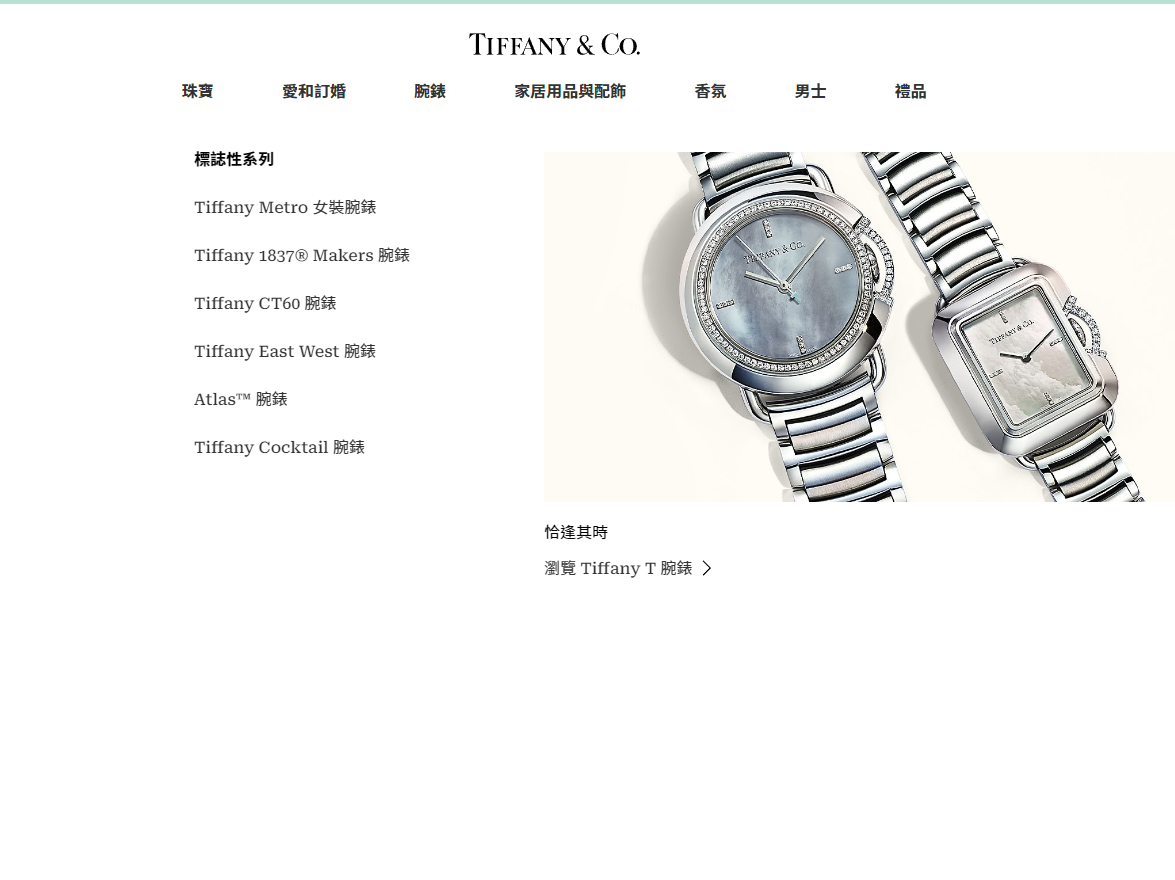 TIFFANY & CO.
珠寶 愛和訂婚 腕錶 家居用品與配飾 香氛 男士 禮品
標誌性系列
Tiffany Metro 女裝腕錶
Tiffany 1837® Makers 腕錶
Tiffany CT60 腕錶
Tiffany East West 腕錶
Atlas™ 腕錶
Tiffany Cocktail 腕錶
TIFFANY & CO.
TIFFANY & CO.
恰逢其時
瀏覽 Tiffany T 腕錶